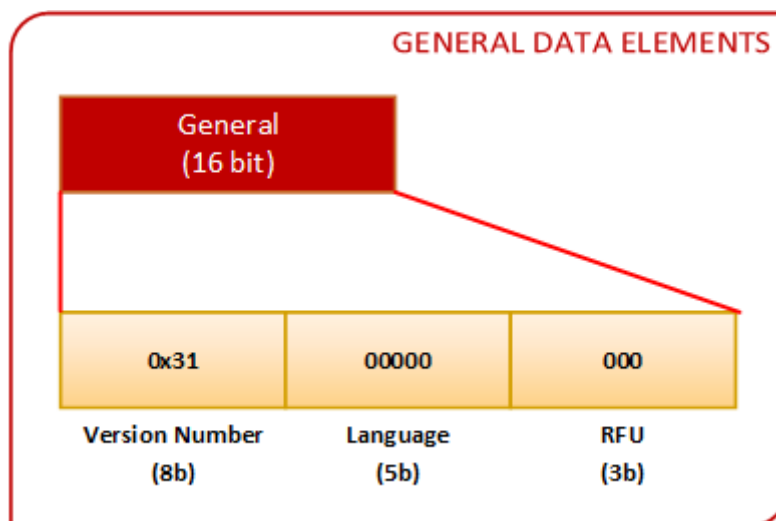 GENERAL DATA ELEMENTS
General
(16 bit)
0x31 00000 000
Version Number Language RFU
(8b) (5b) (3b)